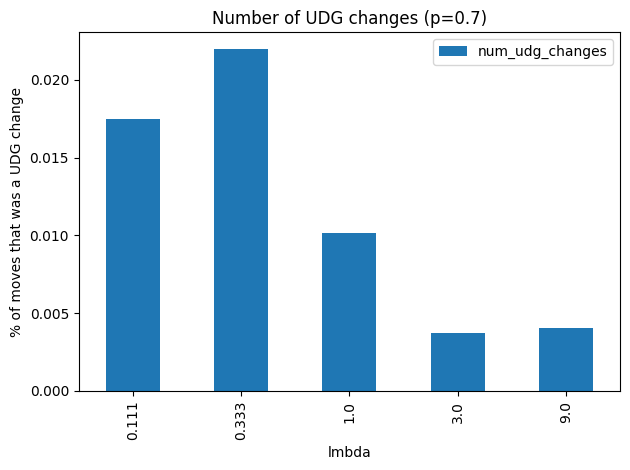 Number of UDG changes (p=0.7)
num_udg_changes
% of moves that was a UDG change
0.020
0.015
0.010
0.005
0.000
0.111
0.333
1.0
3.0
9.0
lmbda